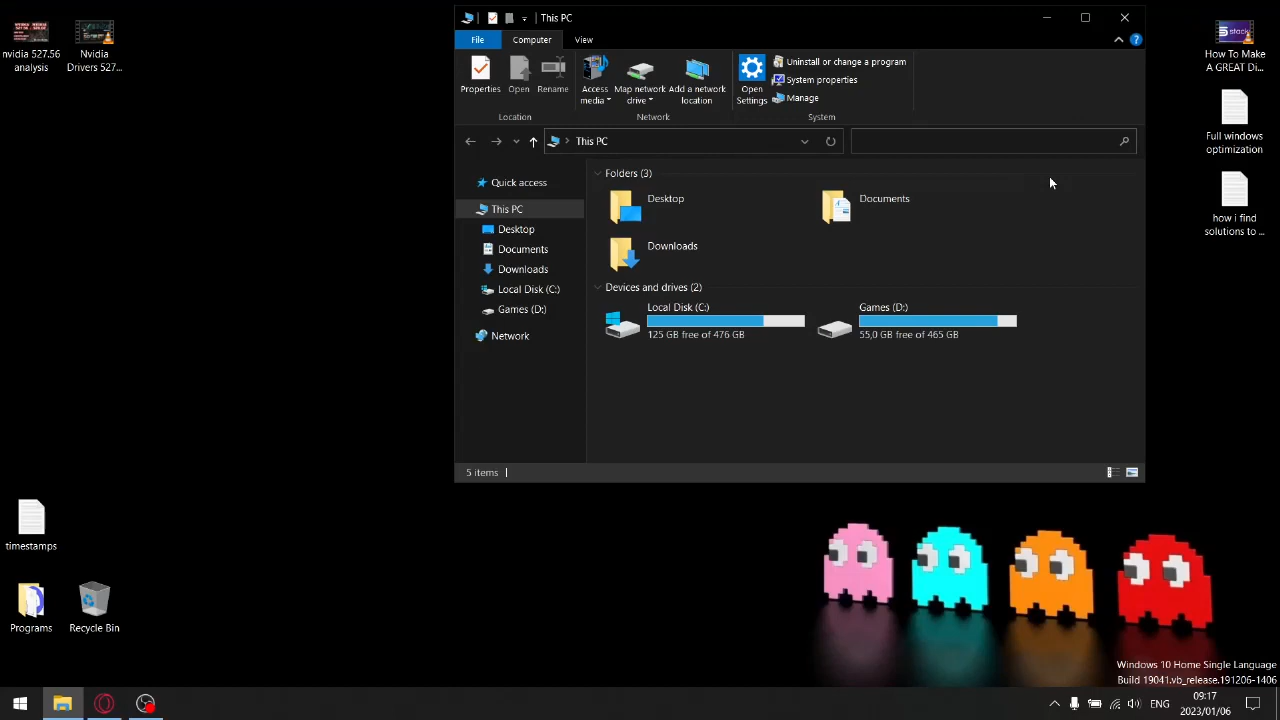 nvidia 527.56
analysis
Nvidia
Drivers 527...
This PC
File
Computer
View
Properties
Open
Rename
Location
Access
media
Map network
drive
Add a network
location
Network
Open
Settings
Uninstall or change a program
System properties
Manage
System
This PC
Quick access
This PC
Desktop
Documents
Downloads
Local Disk (C:)
Games (D:)
Network
Folders (3)
Desktop
Documents
Downloads
Devices and drives (2)
Local Disk (C:)
125 GB free of 476 GB
Games (D:)
55,0 GB free of 465 GB
5 items
How To Make
A GREAT Di...
Full windows
optimization
how i find
solutions to ...
timestamps
Programs
Recycle Bin
Windows 10 Home Single Language
Build 19041.vb_release.191206-1406
ENG
09:17
2023/01/06